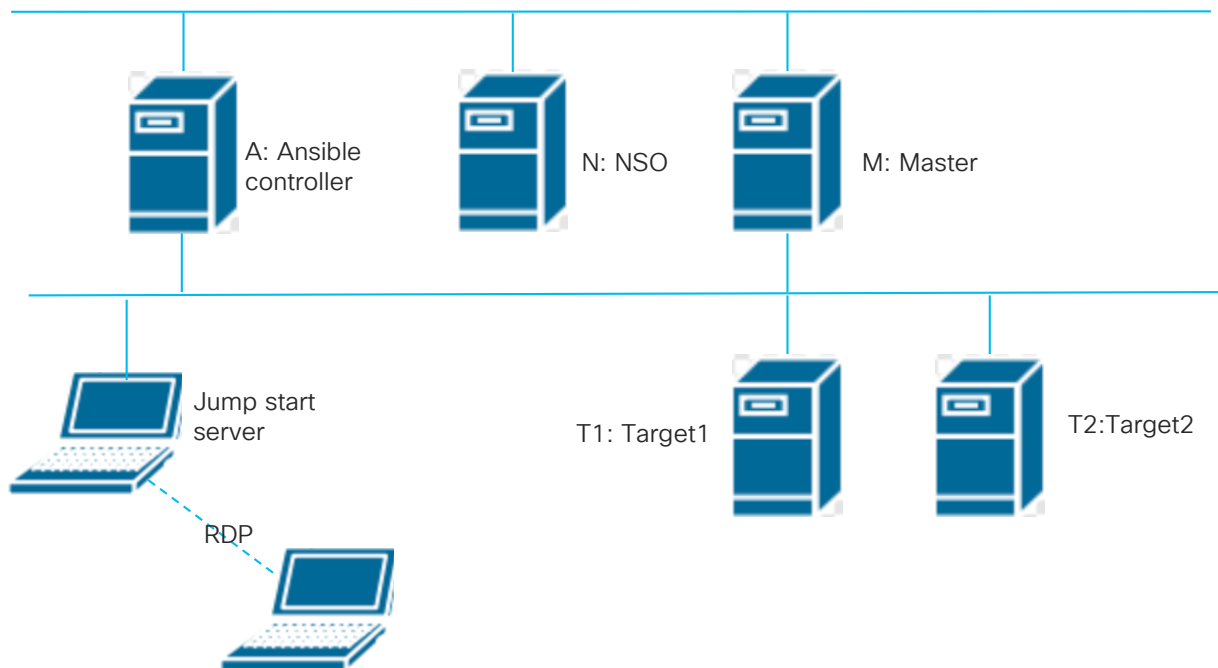 A: Ansible
controller
N: NSO
M: Master
Jump start
server
T1: Target1
T2:Target2
RDP